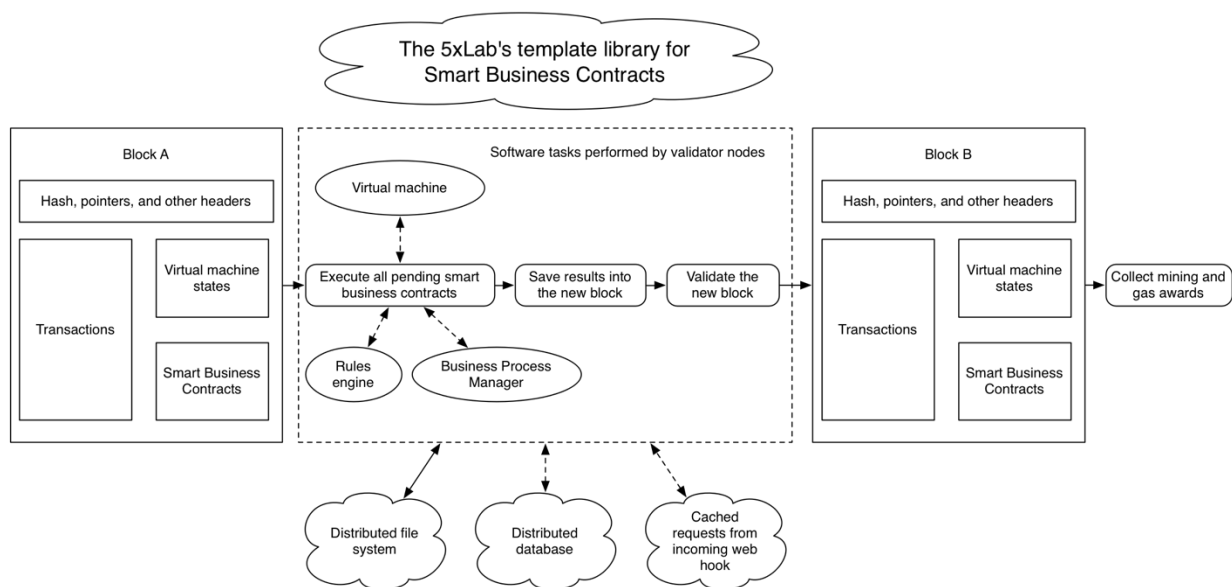 The 5xLab's template library for
Smart Business Contracts
Block A
Hash, pointers, and other headers
Transactions
Virtual machine
states
Smart Business
Contracts
Software tasks performed by validator nodes
Virtual machine
Execute all pending smart
business contracts
Save results into
the new block
Validate the
new block
Rules
engine
Business Process
Manager
Block B
Hash, pointers, and other headers
Transactions
Virtual machine
states
Smart Business
Contracts
Collect mining and
gas awards
Distributed file
system
Distributed
database
Cached
requests from
incoming web
hook